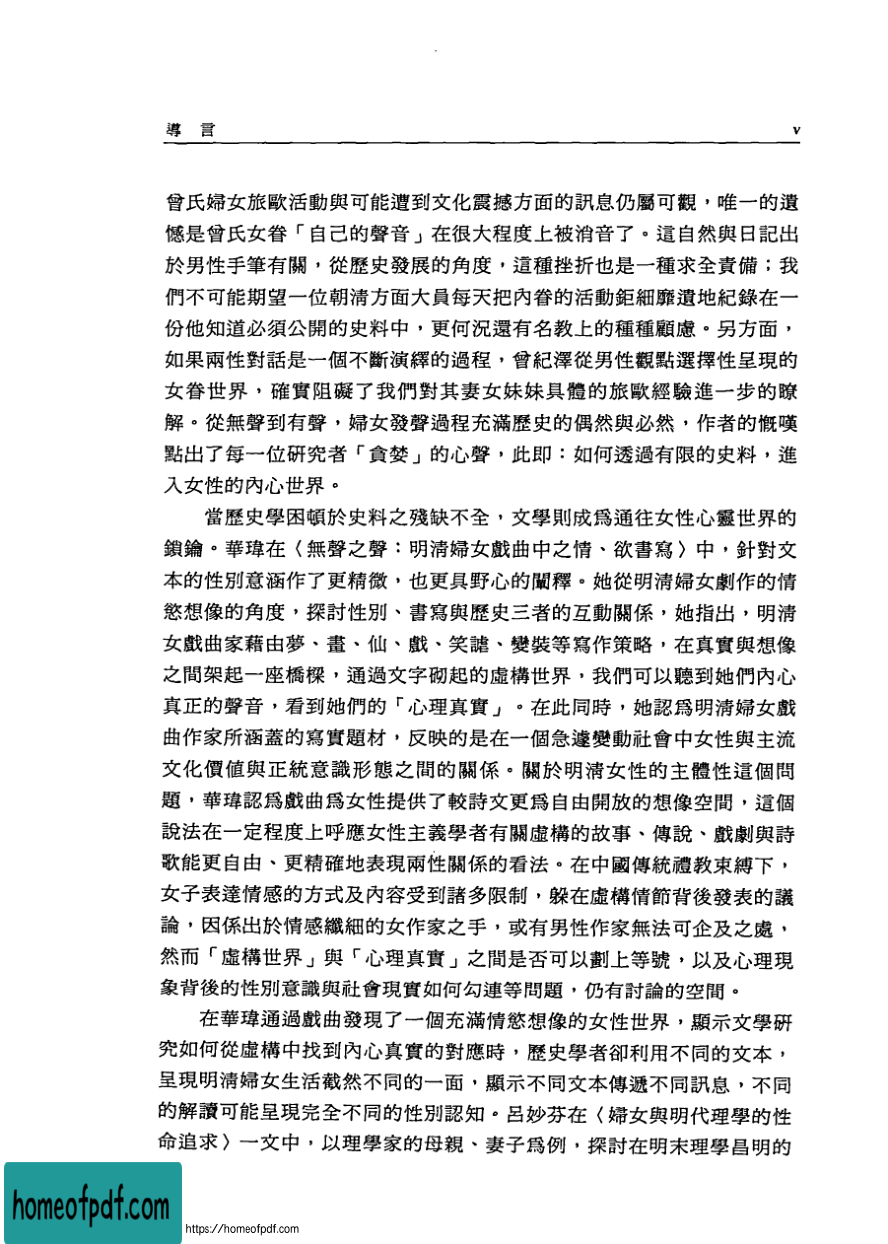 導 言 v
曾氏婦女旅歐活動與可能遭到文化震撼方面的訊息仍屬可觀，唯一的遺
憾是曾氏女眷「自己的聲音」在很大程度上被消音了。這自然與日記出
於男性手筆有關，從歷史發展的角度，這種挫折也是一種求全責備；我
們不可能期望一位朝清方面大員每天把內眷的活動鉅細靡遺地紀錄在一
份他知道必須公開的史料中，更何況還有名教上的種種顧慮。另方面，
如果兩性對話是一個不斷演繹的過程，曾紀澤從男性觀點選擇性呈現的
女眷世界，確實阻礙了我們對其妻女妹妹具體的旅歐經驗進一步的瞭
解。從無聲到有聲，婦女發聲過程充滿歷史的偶然與必然，作者的慨嘆
點出了每一位研究者「貪婪」的心聲，此即：如何透過有限的史料，進
入女性的內心世界。
當歷史學困頓於史料之殘缺不全，文學則成爲通往女性心靈世界的
鎖鑰。華瑋在〈無聲之聲：明清婦女戲曲中之情、欲書寫〉中，針對文
本的性別意涵作了更精微，也更具野心的闡釋。她從明清婦女劇作的情
慾想像的角度，探討性別、書寫與歷史三者的互動關係，她指出，明清
女戲曲家藉由夢、畫、仙、戲、笑謔、變裝等寫作策略，在真實與想像
之間架起一座橋樑，通過文字砌起的虛構世界，我們可以聽到她們內心
真正的聲音，看到她們的「心理真實」。在此同時，她認爲明清婦女戲
曲作家所涵蓋的寫實題材，反映的是在一個急遽變動社會中女性與主流
文化價值與正統意識形態之間的關係。關於明清女性的主體性這個問
題，華瑋認爲戲曲爲女性提供了較詩文更爲自由開放的想像空間，這個
說法在一定程度上呼應女性主義學者有關虛構的故事、傳說、戲劇與詩
歌能更自由、更精確地表現兩性關係的看法。在中國傳統禮教束縛下，
女子表達情感的方式及內容受到諸多限制，躲在虛構情節背後發表的議
論，因係出於情感纖細的女作家之手，或有男性作家無法可企及之處，
然而「虛構世界」與「心理真實」之間是否可以劃上等號，以及心理現
象背後的性別意識與社會現實如何勾連等問題，仍有討論的空間。
在華瑋通過戲曲發現了一個充滿情慾想像的女性世界，顯示文學研
究如何從虛構中找到內心真實的對應時，歷史學者卻利用不同的文本，
呈現明清婦女生活截然不同的一面，顯示不同文本傳遞不同訊息，不同
的解讀可能呈現完全不同的性別認知。呂妙芬在〈婦女與明代理學的性
命追求〉一文中，以理學家的母親、妻子爲例，探討在明末理學昌明的
homeofpdf.com https://homeofpdf.com